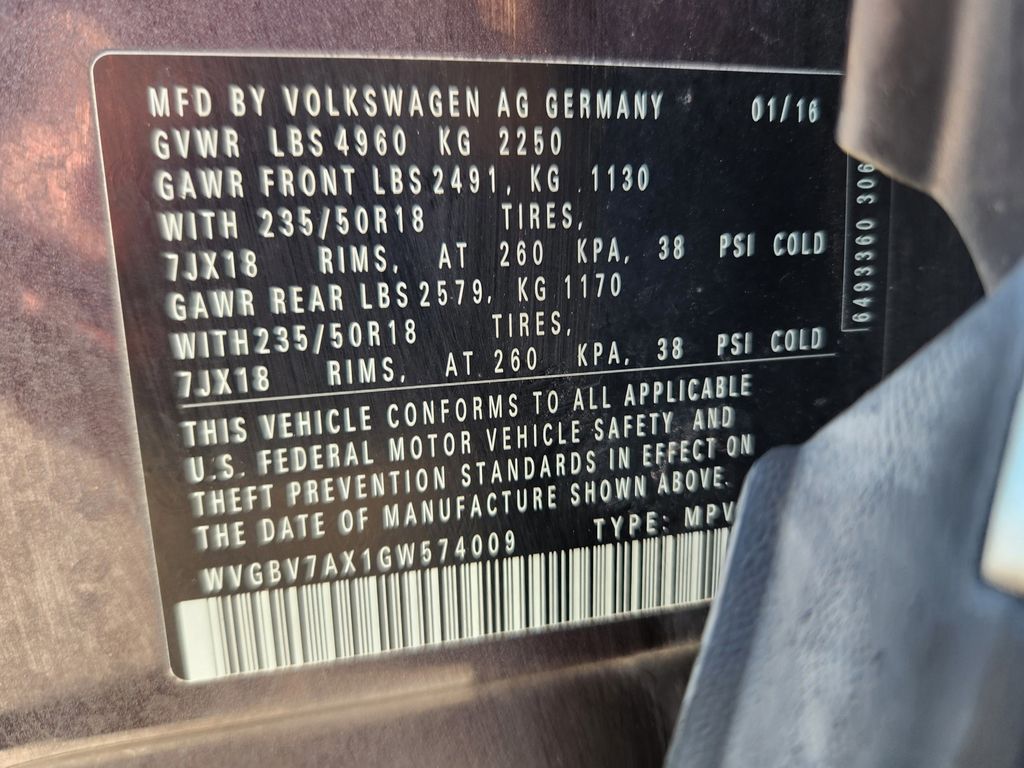 MFD BY VOLKSWAGEN AG GERMANY 01/16
GVWR LBS 4960 KG 2250
GAWR FRONT LBS 2491, KG .1130
WITH 235/50R18 TIRES,
7JX18 RIMS, AT 260 KPA, 38 PSI COLD
GAWR REAR LBS 2579, KG 1170
WITH 235/50R18 TIRES,
7JX18 RIMS, AT 260 KPA, 38 PSI COLD
THIS VEHICLE CONFORMS TO ALL APPLICABLE
U.S. FEDERAL MOTOR VEHICLE SAFETY AND
THEFT PREVENTION STANDARDS IN EFFECT ON
THE DATE OF MANUFACTURE SHOWN ABOVE.
WVGBV7AX1GW574009 TYPE: MPV
6493360 306